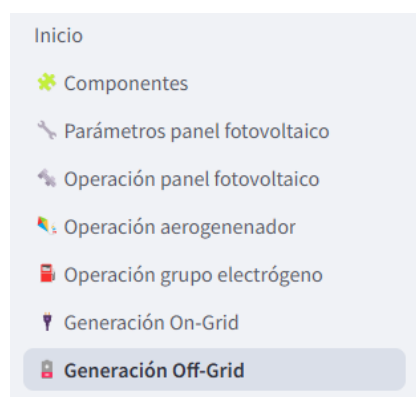 Inicio
Componentes
Parámetros panel fotovoltaico
Operación panel fotovoltaico
Operación aerogenenador
Operación grupo electrógeno
Generación On-Grid
Generación Off-Grid